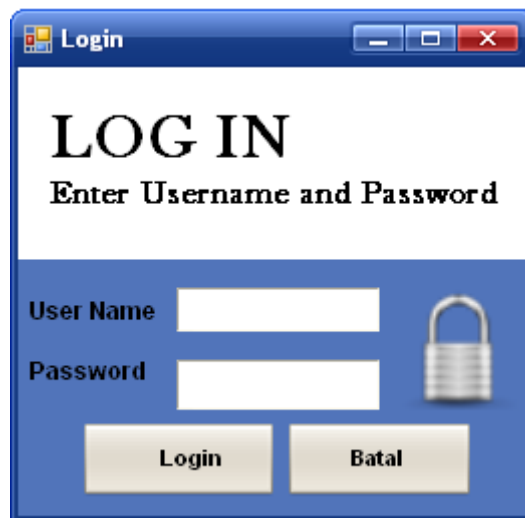 Login
LOG IN
Enter Username and Password
User Name
Password
Login Batal